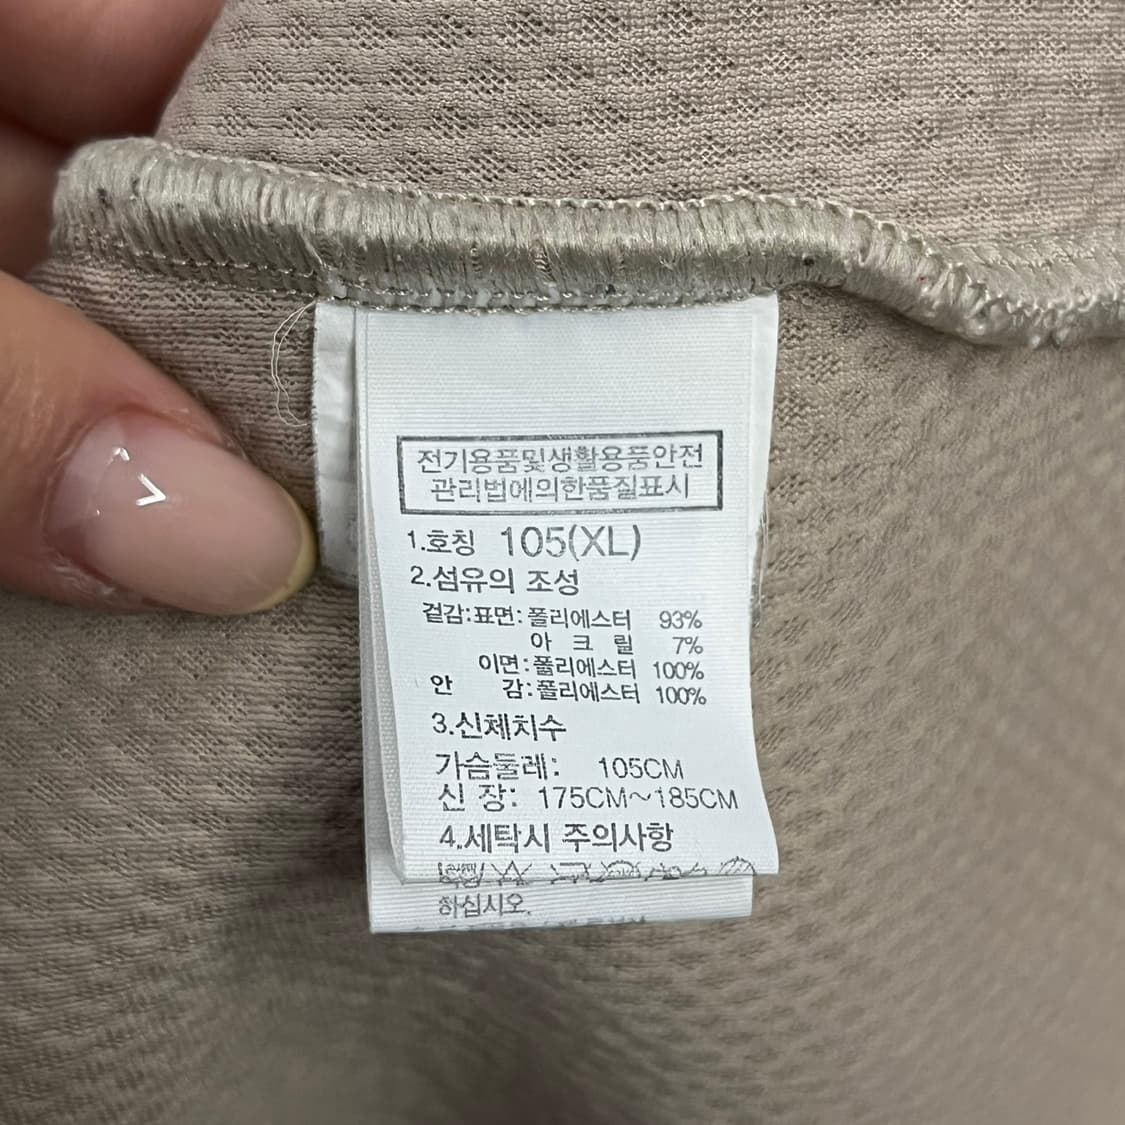 전기용품및생활용품안전
관리법에의한품질표시
1.호칭 105(XL)
2.섬유의 조성
겉감:표면:폴리에스터 93%
아 크 릴 7%
이면:폴리에스터 100%
안 감:폴리에스터 100%
3.신체치수
가슴둘레: 105CM
신 장: 175CM~185CM
4.세탁시 주의사항
하십시오.